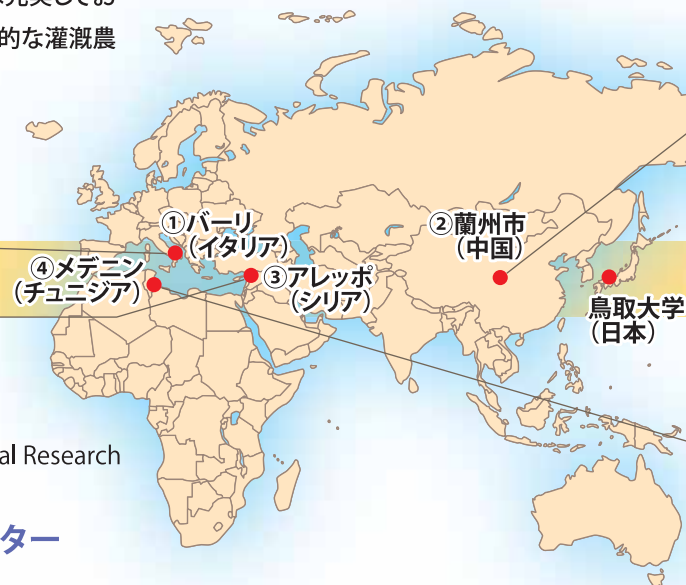 的な灌漑農
①バーリ
（イタリア）
②蘭州市
（中国）
④メデニン
（チュニジア）
③アレッポ
（シリア）
鳥取大学
（日本）
al Research
ター